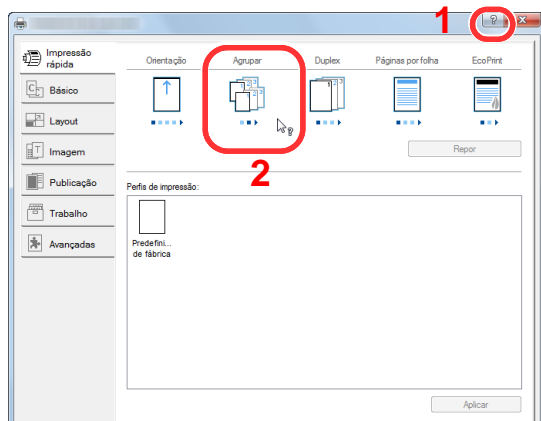 1
?
Impressão
rápida
Básico
Layout
Imagem
Publicação
Trabalho
Avançadas
Orientação
Agrupar
Duplex
Páginas por folha
EcoPrint
2
Repor
Perfis de impressão:
Predefini...
de fábrica
Aplicar